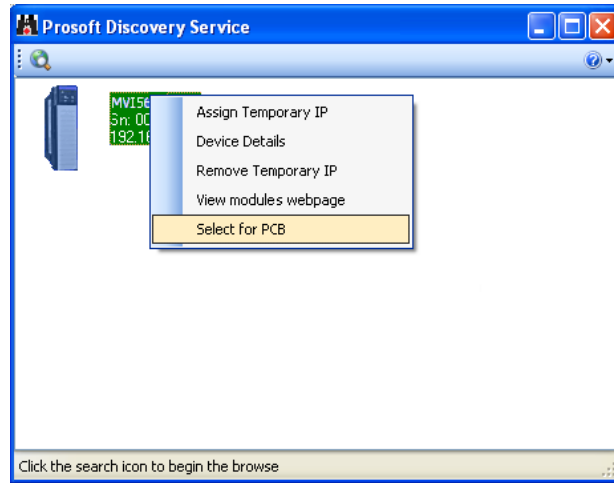 Prosoft Discovery Service
MVI56
Sn: 00
192.16
Assign Temporary IP
Device Details
Remove Temporary IP
View modules webpage
Select for PCB
Click the search icon to begin the browse